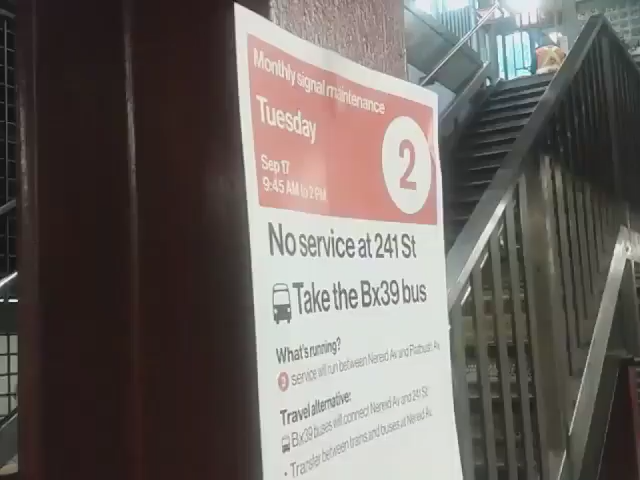 Monthly signal maintenance
Tuesday
2
Sep 17
9:45 AM to 2 PM
No service at 241 St
Take the Bx39 bus
What's running?
2 service will run between Nereid Av and Flatbush Av
Travel alternative:
Bx39 buses will connect Nereid Av and 241 St
• Transfer between trains and buses at Nereid Av